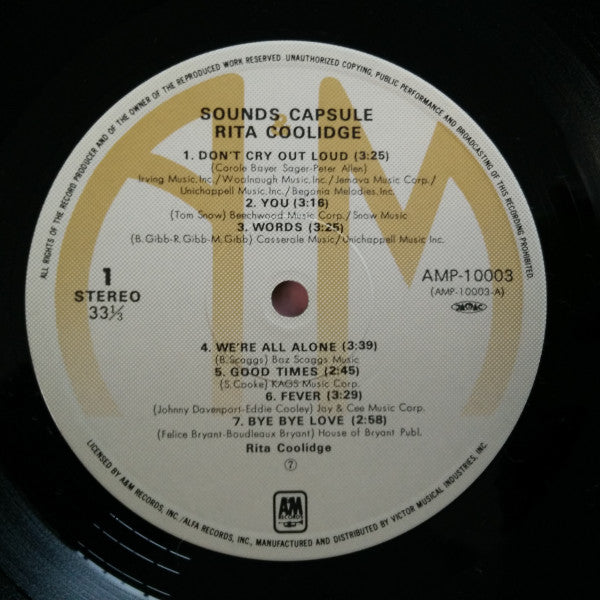 ALL RIGHTS OF THE RECORD PRODUCER AND OF THE OWNER OF THE REPRODUCED WORK RESERVED. UNAUTHORIZED COPYING, PUBLIC PERFORMANCE AND BROADCASTING OF THIS RECORDING PROHIBITED.
A&M
SOUNDS CAPSULE
RITA COOLIDGE
1. DON'T CRY OUT LOUD (3:25)
(Carole Bayer Sager-Peter Allen)
Irving Music, Inc./Woolnough Music, Inc./Jemava Music Corp./
Unichappell Music, Inc./Begonia Melodies, Inc.
2. YOU (3:16)
(Tom Snow) Beechwood Music Corp./Snow Music
3. WORDS (3:25)
(B. Gibb-R. Gibb-M. Gibb) Casserale Music/Unichappell Music Inc.
1
STEREO
33⅓
AMP-10003
(AMP-10003-A)
JASRAC
4. WE'RE ALL ALONE (3:39)
(B. Scaggs) Boz Scaggs Music
5. GOOD TIMES (2:45)
(S. Cooke) KAGS Music Corp.
6. FEVER (3:29)
(Johnny Davenport-Eddie Cooley) Jay & Cee Music Corp.
7. BYE BYE LOVE (2:58)
(Felice Bryant-Boudleaux Bryant) House of Bryant Publ.
Rita Coolidge
⑦
A&M
RECORDS
LICENSED BY A&M RECORDS, INC./ALFA RECORDS, INC., MANUFACTURED AND DISTRIBUTED BY VICTOR MUSICAL INDUSTRIES, INC.